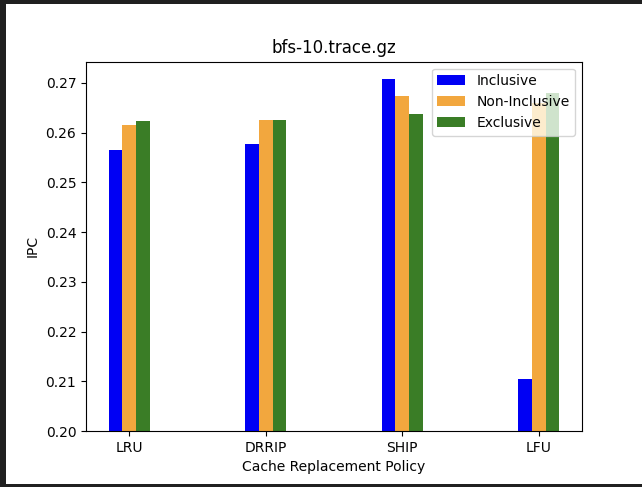 bfs-10.trace.gz
Inclusive
Non-Inclusive
Exclusive
0.27
0.26
0.25
0.24
0.23
0.22
0.21
0.20
IPC
LRU DRRIP SHIP LFU
Cache Replacement Policy